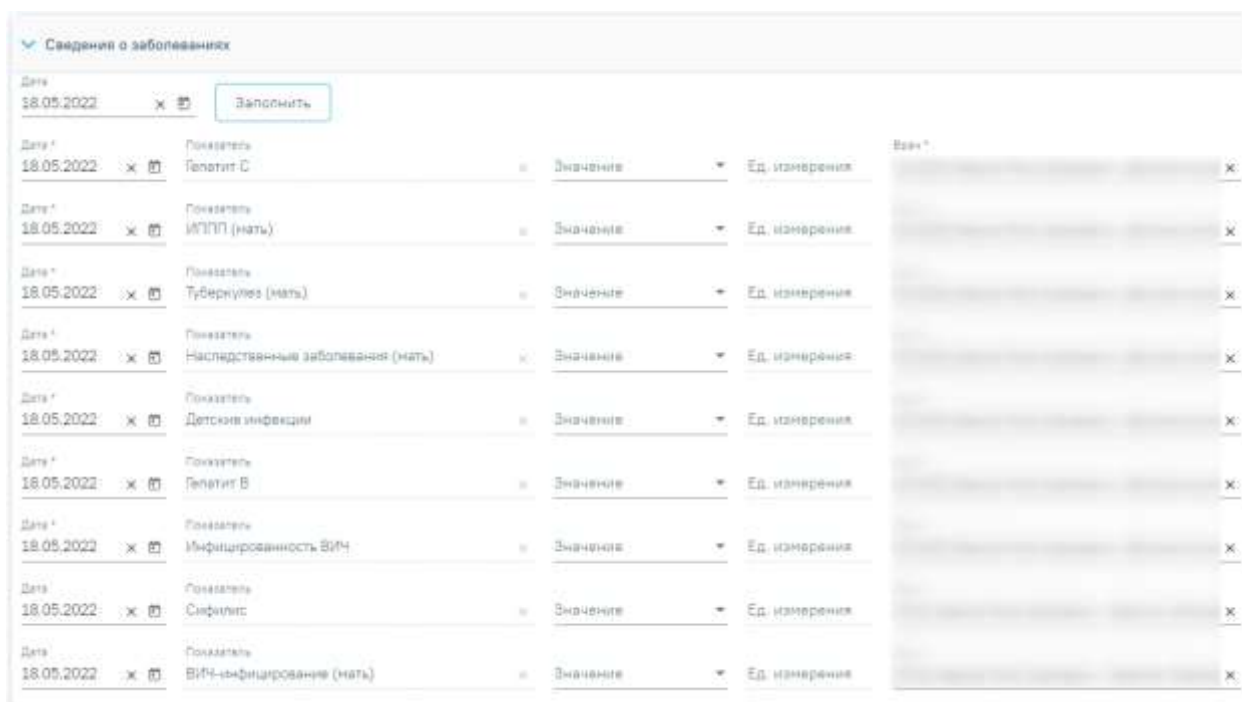 Сведения о заболеваниях
Дата
18.05.2022 Заполнить
Дата * Показатель Врач *
18.05.2022 Гепатит С Значение Ед. измерения
Дата * Показатель
18.05.2022 ИППП (мать) Значение Ед. измерения
Дата * Показатель
18.05.2022 Туберкулез (мать) Значение Ед. измерения
Дата * Показатель
18.05.2022 Наследственные заболевания (мать) Значение Ед. измерения
Дата * Показатель
18.05.2022 Детские инфекции Значение Ед. измерения
Дата * Показатель
18.05.2022 Гепатит В Значение Ед. измерения
Дата * Показатель
18.05.2022 Инфицированность ВИЧ Значение Ед. измерения
Дата Показатель
18.05.2022 Сифилис Значение Ед. измерения
Дата Показатель
18.05.2022 ВИЧ-инфицирование (мать) Значение Ед. измерения